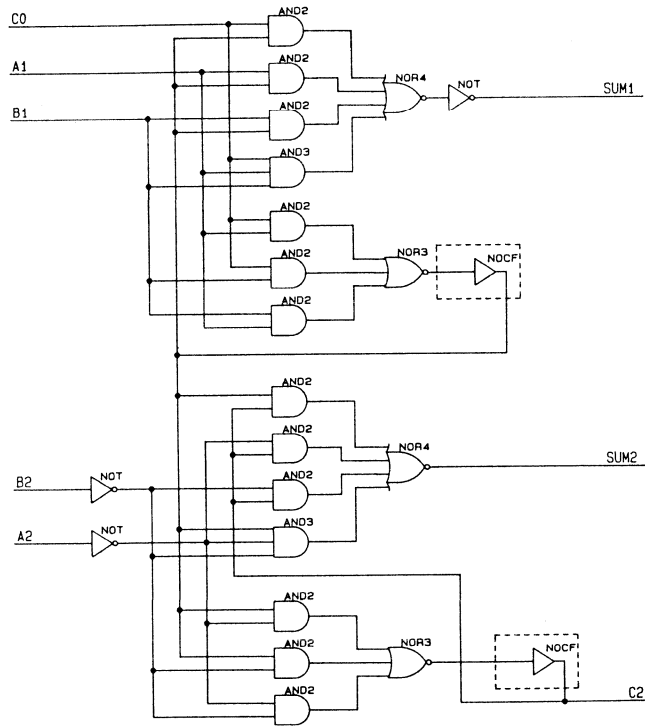 AND2
C0
AND2
A1
NOR4
NOT
SUM1
AND2
B1
AND3
AND2
AND2
NOR3
NOCF
AND2
AND2
AND2
NOR4
SUM2
AND2
B2
NOT
AND3
A2
NOT
AND2
AND2
NOR3
NOCF
AND2
C2